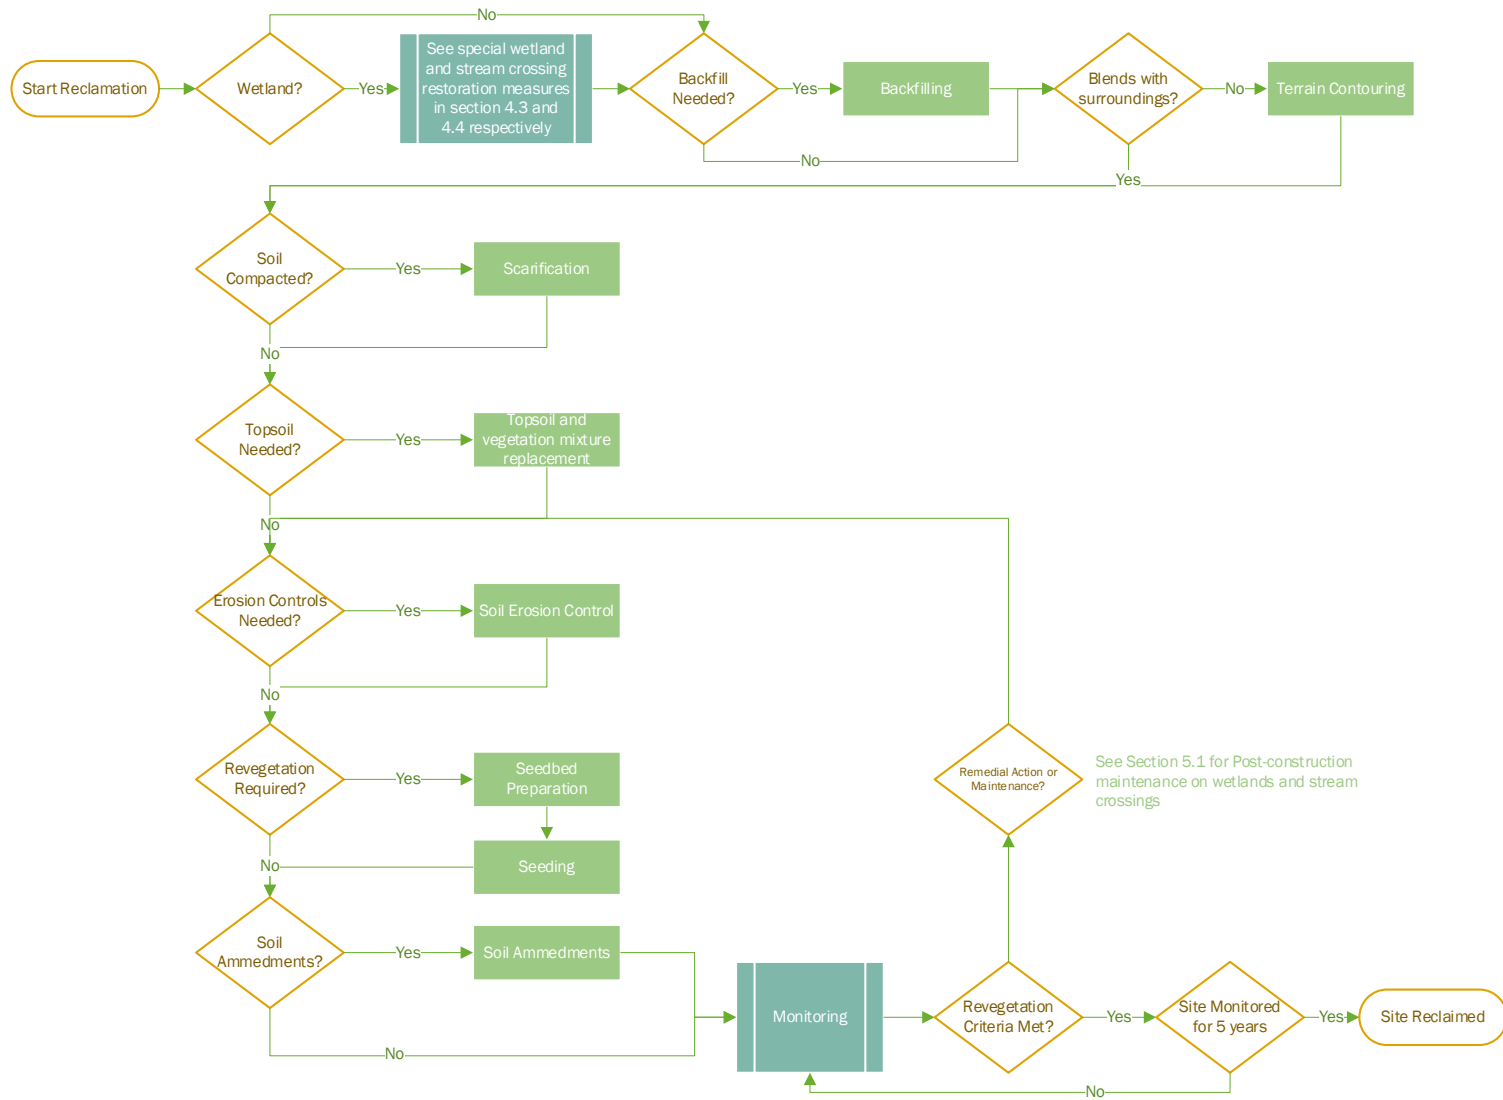 No
Start Reclamation
Wetland?
Yes
See special wetland
and stream crossing
restoration measures
in section 4.3 and
4.4 respectively
Backfill
Needed?
Yes
Backfilling
Blends with
surroundings?
No
Terrain Contouring
No
Yes
Soil
Compacted?
Yes
Scarification
No
Topsoil
Needed?
Yes
Topsoil and
vegetation mixture
replacement
No
Erosion Controls
Needed?
Yes
Soil Erosion Control
No
Revegetation
Required?
Yes
Seedbed
Preparation
Remedial Action or
Maintenance?
See Section 5.1 for Post-construction
maintenance on wetlands and stream
crossings
No
Seeding
Soil
Ammedments?
Yes
Soil Ammedments
No
Monitoring
Revegetation
Criteria Met?
Yes
Site Monitored
for 5 years
Yes
Site Reclaimed
No